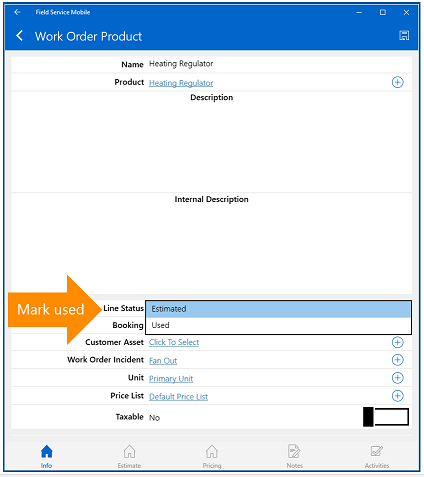 Field Service Mobile
Work Order Product
Name Heating Regulator
Product Heating Regulator
Description
Internal Description
Mark used
Line Status Estimated
Booking Used
Customer Asset Click To Select
Work Order Incident Fan Out
Unit Primary Unit
Price List Default Price List
Taxable No
Info Estimate Pricing Notes Activities